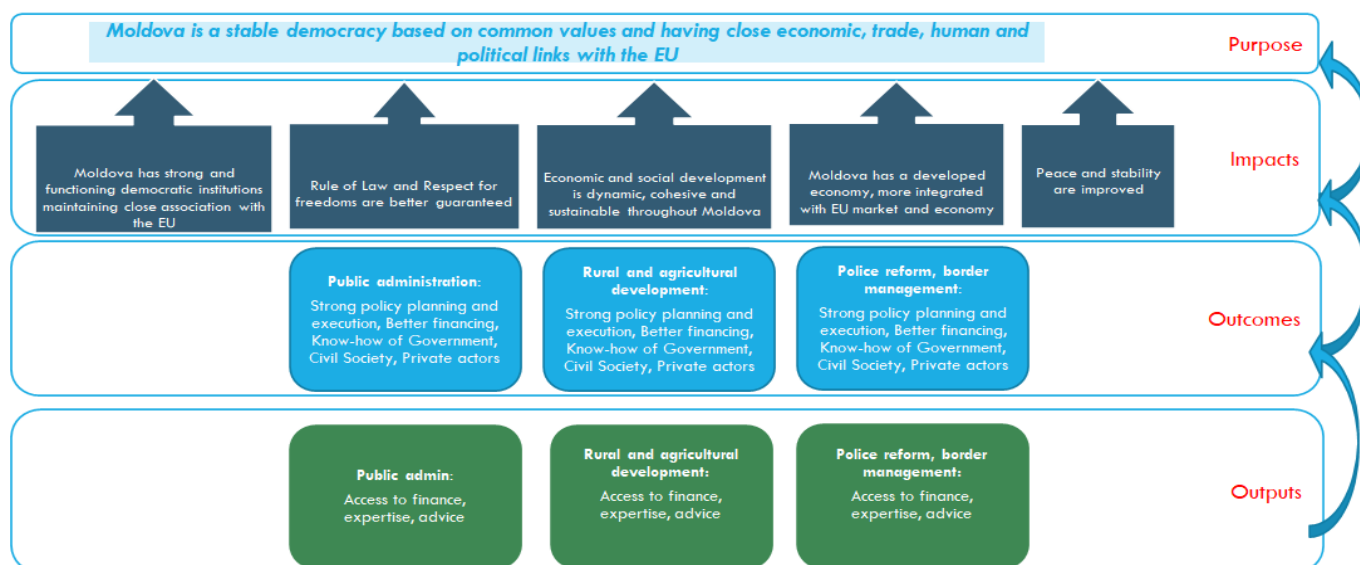 Moldova is a stable democracy based on common values and having close economic, trade, human and
political links with the EU
Purpose
Moldova has strong and
functioning democratic institutions
maintaining close association with
the EU
Rule of Law and Respect for
freedoms are better guaranteed
Economic and social development
is dynamic, cohesive and
sustainable throughout Moldova
Moldova has a developed
economy, more integrated
with EU market and economy
Peace and stability
are improved
Impacts
Public administration:
Strong policy planning and
execution, Better financing,
Know-how of Government,
Civil Society, Private actors
Rural and agricultural
development:
Strong policy planning and
execution, Better financing,
Know-how of Government,
Civil Society, Private actors
Police reform, border
management:
Strong policy planning and
execution, Better financing,
Know-how of Government,
Civil Society, Private actors
Outcomes
Public admin:
Access to finance,
expertise, advice
Rural and agricultural
development:
Access to finance,
expertise, advice
Police reform, border
management:
Access to finance,
expertise, advice
Outputs